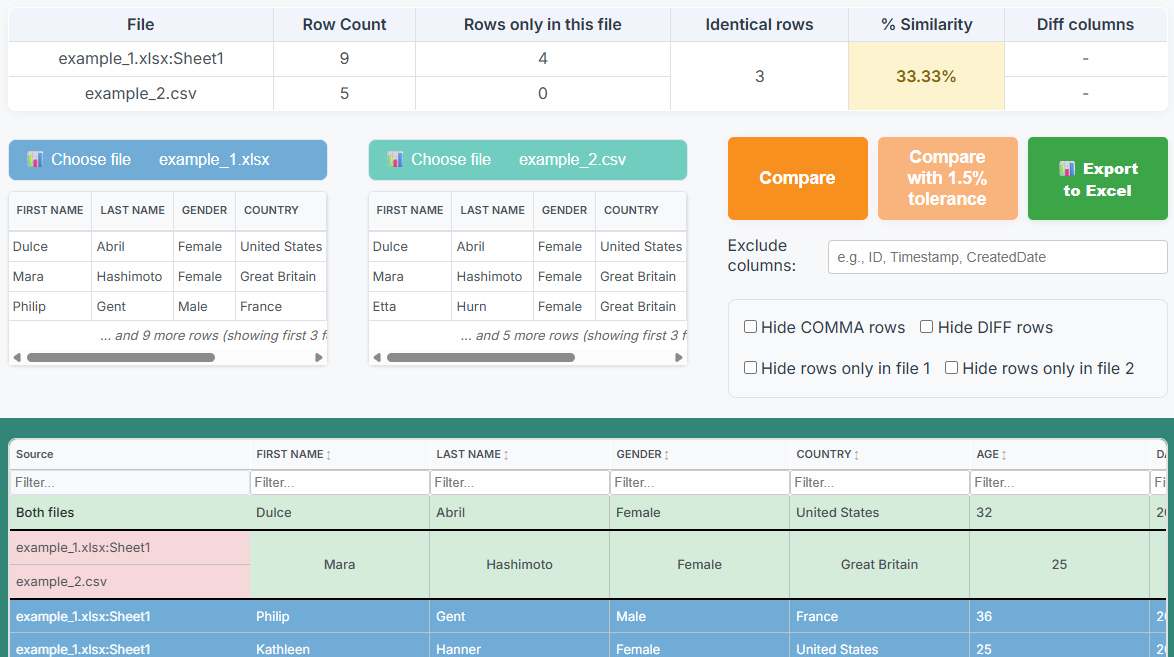 File Row Count Rows only in this file Identical rows % Similarity Diff columns
example_1.xlsx:Sheet1 9 4 3 33.33% -
example_2.csv 5 0 -
Choose file example_1.xlsx
Choose file example_2.csv
Compare
Compare
with 1.5%
tolerance
Export
to Excel
FIRST NAME LAST NAME GENDER COUNTRY
Dulce Abril Female United States
Mara Hashimoto Female Great Britain
Philip Gent Male France
... and 9 more rows (showing first 3 f
FIRST NAME LAST NAME GENDER COUNTRY
Dulce Abril Female United States
Mara Hashimoto Female Great Britain
Etta Hurn Female Great Britain
... and 5 more rows (showing first 3 f
Exclude
columns:
e.g., ID, Timestamp, CreatedDate
Hide COMMA rows Hide DIFF rows
Hide rows only in file 1 Hide rows only in file 2
Source FIRST NAME LAST NAME GENDER COUNTRY AGE
Filter... Filter... Filter... Filter... Filter... Filter... Fi
Both files Dulce Abril Female United States 32
example_1.xlsx:Sheet1
example_2.csv
Mara Hashimoto Female Great Britain 25
example_1.xlsx:Sheet1 Philip Gent Male France 36
example_1.xlsx:Sheet1 Kathleen Hanner Female United States 25